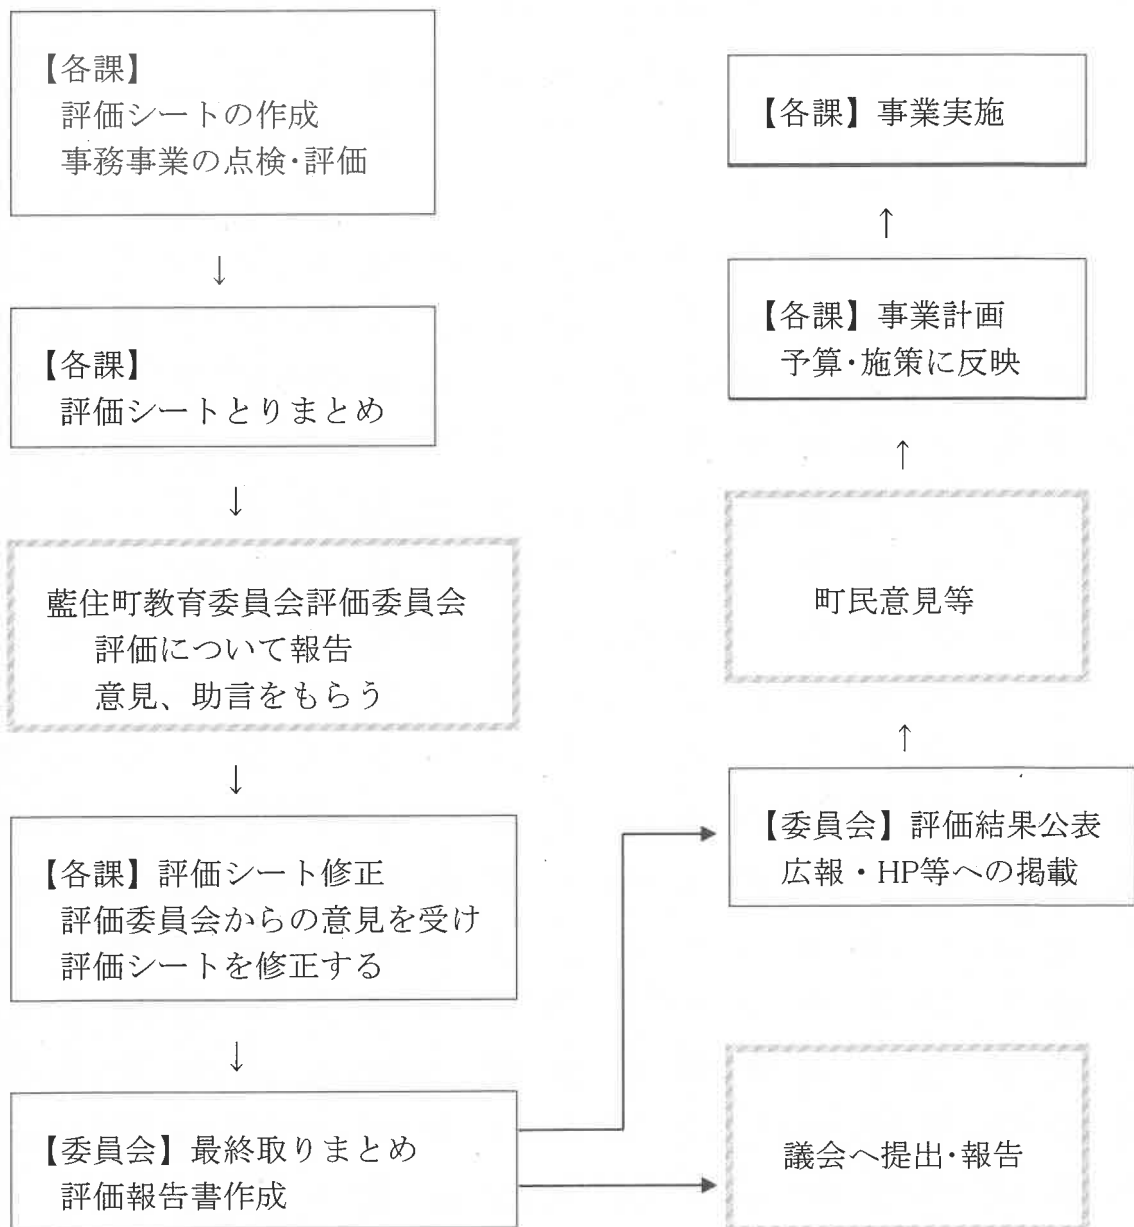 【各課】
評価シートの作成
事務事業の点検・評価
↓
【各課】
評価シートとりまとめ
↓
藍住町教育委員会評価委員会
評価について報告
意見、助言をもらう
↓
【各課】評価シート修正
評価委員会からの意見を受け
評価シートを修正する
↓
【委員会】最終取りまとめ
評価報告書作成
【各課】事業実施
↑
【各課】事業計画
予算・施策に反映
↑
町民意見等
↑
【委員会】評価結果公表
広報・HP等への掲載
議会へ提出・報告